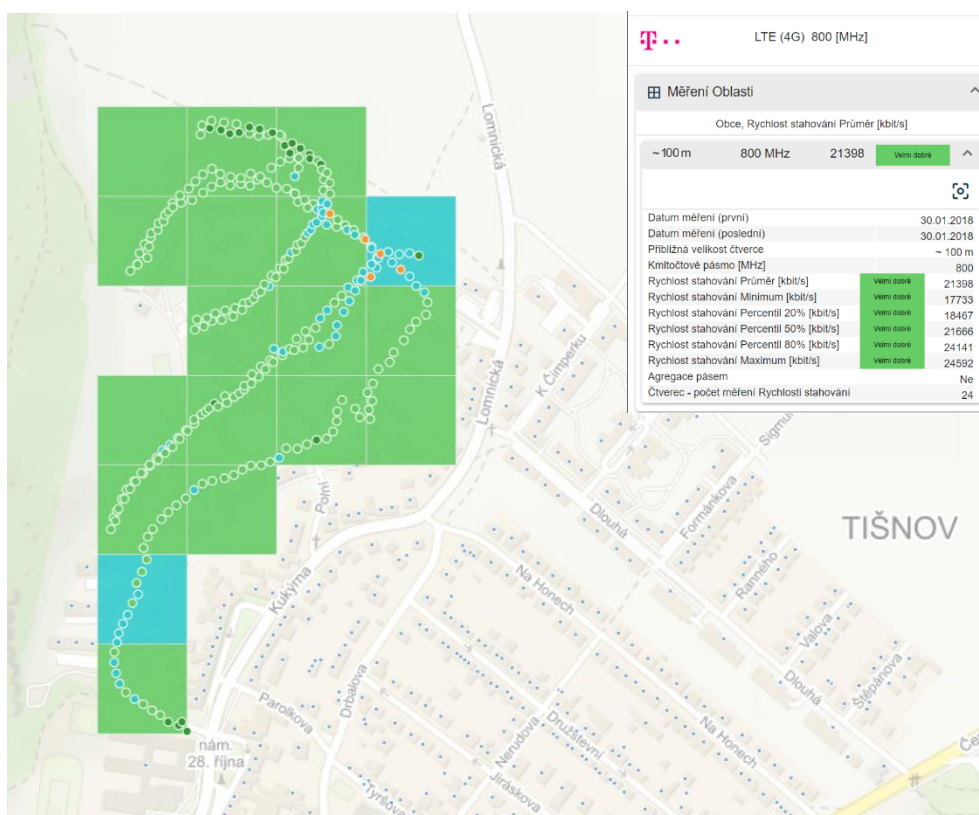 T
LTE (4G) 800 [MHz]
Měření Oblasti
Obce, Rychlost stahování Průměr [kbit/s]
~ 100 m 800 MHz 21398 Velmi dobré
Datum měření (první) 30.01.2018
Datum měření (poslední) 30.01.2018
Přibližná velikost čtverce ~ 100 m
Kmitočtové pásmo [MHz] 800
Rychlost stahování Průměr [kbit/s] Velmi dobré 21398
Rychlost stahování Minimum [kbit/s] Velmi dobré 17733
Rychlost stahování Percentil 20% [kbit/s] Velmi dobré 18467
Rychlost stahování Percentil 50% [kbit/s] Velmi dobré 21666
Rychlost stahování Percentil 80% [kbit/s] Velmi dobré 24141
Rychlost stahování Maximum [kbit/s] Velmi dobré 24592
Agregace pásem Ne
Čtverec - počet měření Rychlosti stahování 24
Lomnická
Lomnická
K Čimperku
Sigmu
Polní
Dlouhá
Formánkova
TIŠNOV
Ranného
Kukýrna
Na Honech
Valova
Dlouhá
Štěpánova
Drbalova
Parolkova
Nerudova
Družstevní
Na Honech
Če
nám.
28. října
Jiráskova
Tyršova